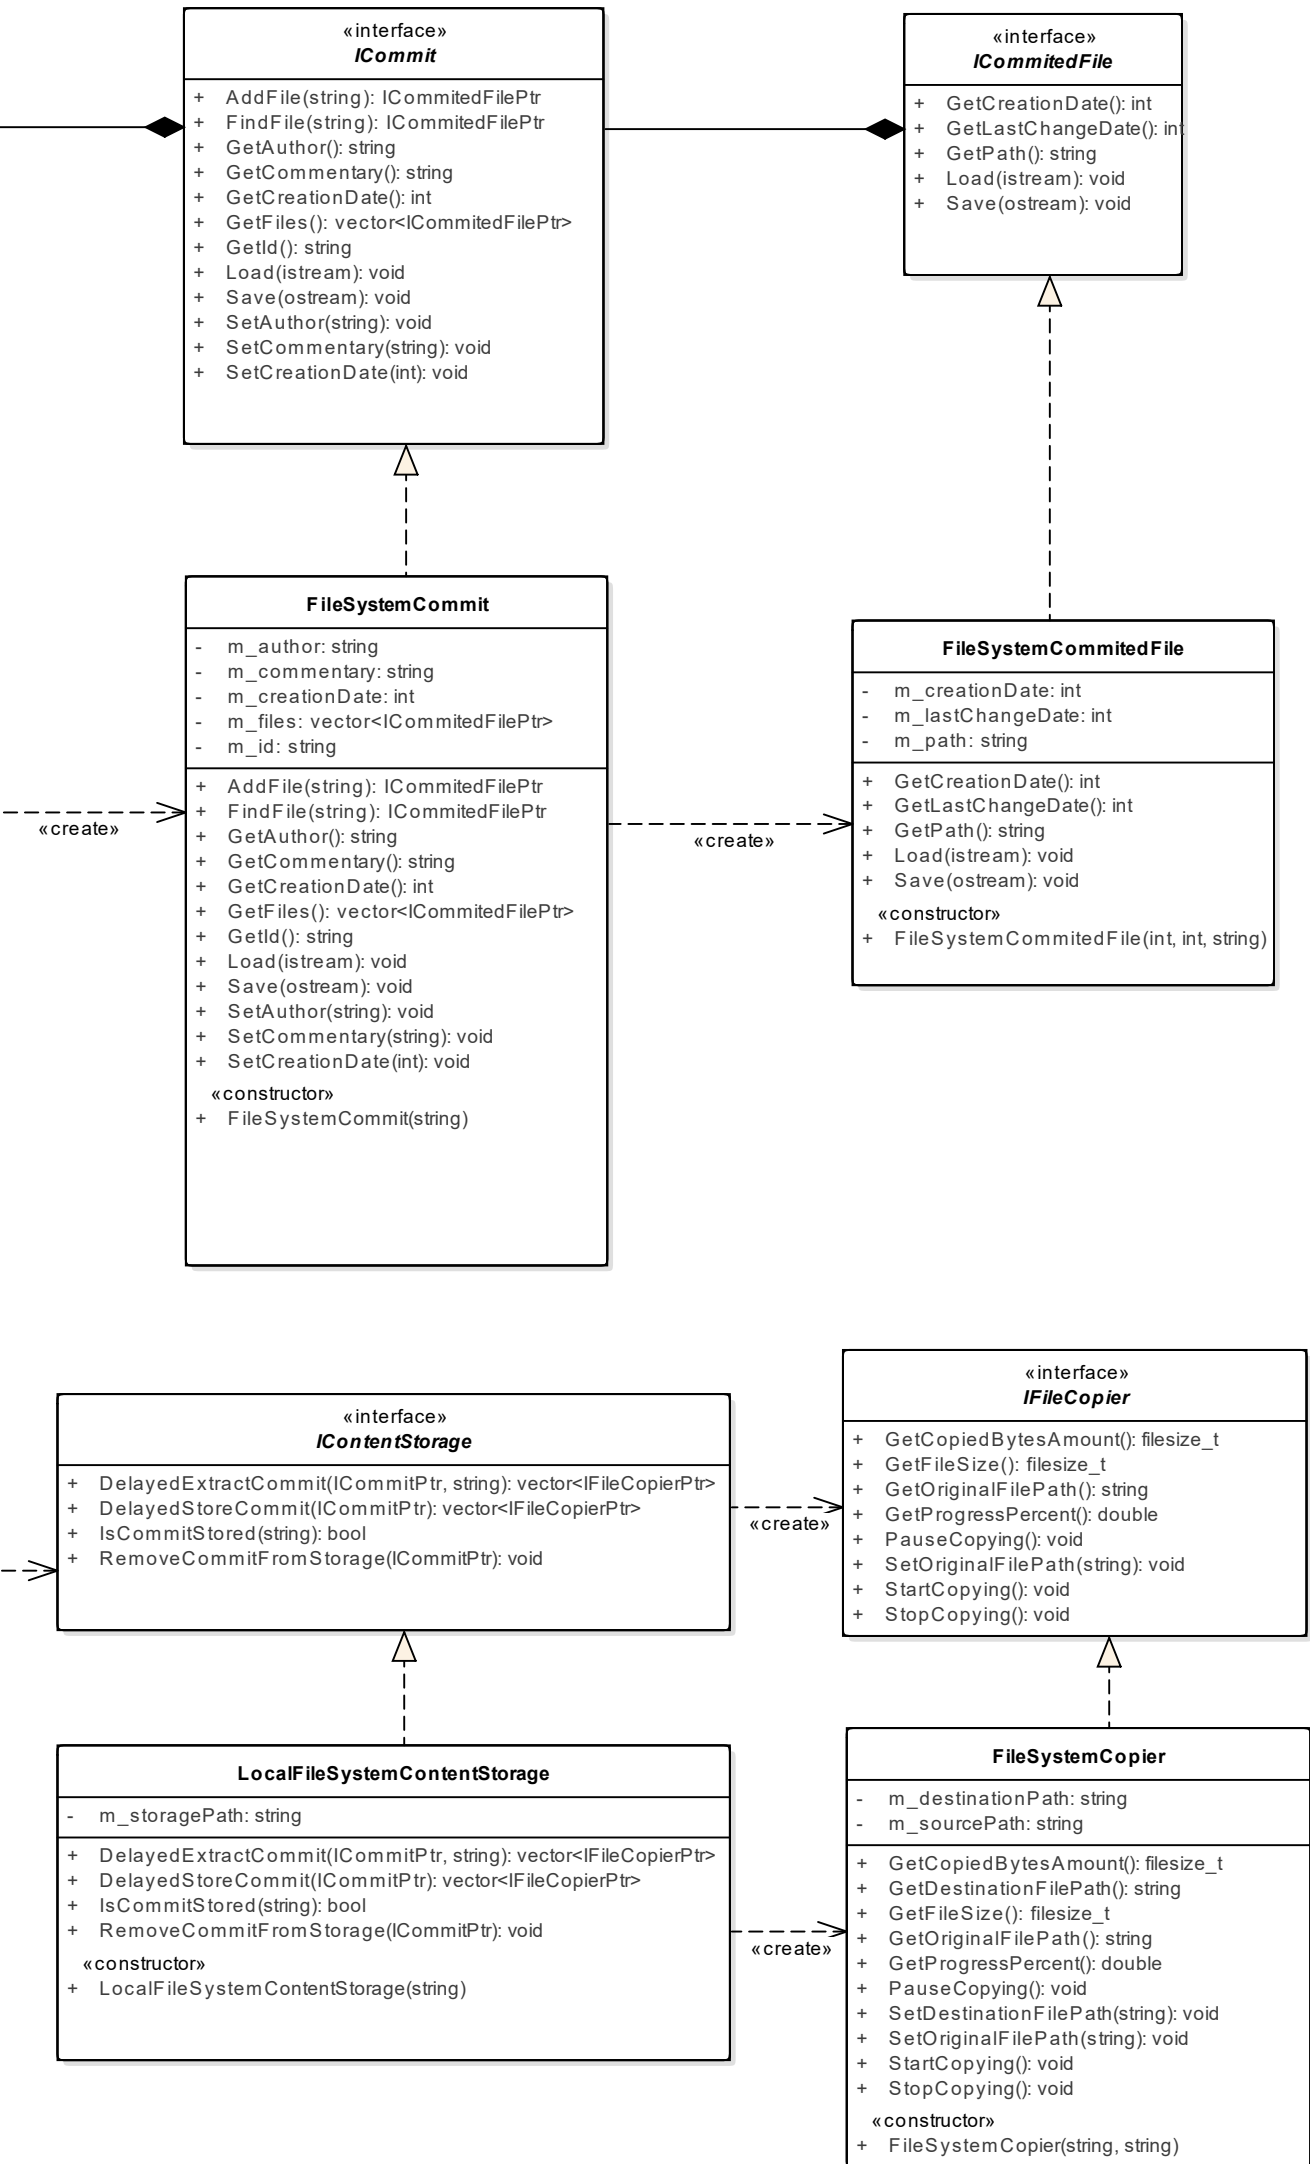 «interface»
ICommit
+ AddFile(string): ICommitedFilePtr
+ FindFile(string): ICommitedFilePtr
+ GetAuthor(): string
+ GetCommentary(): string
+ GetCreationDate(): int
+ GetFiles(): vector<ICommitedFilePtr>
+ GetId(): string
+ Load(istream): void
+ Save(ostream): void
+ SetAuthor(string): void
+ SetCommentary(string): void
+ SetCreationDate(int): void
«interface»
ICommitedFile
+ GetCreationDate(): int
+ GetLastChangeDate(): int
+ GetPath(): string
+ Load(istream): void
+ Save(ostream): void
«create»
FileSystemCommit
- m_author: string
- m_commentary: string
- m_creationDate: int
- m_files: vector<ICommitedFilePtr>
- m_id: string
+ AddFile(string): ICommitedFilePtr
+ FindFile(string): ICommitedFilePtr
+ GetAuthor(): string
+ GetCommentary(): string
+ GetCreationDate(): int
+ GetFiles(): vector<ICommitedFilePtr>
+ GetId(): string
+ Load(istream): void
+ Save(ostream): void
+ SetAuthor(string): void
+ SetCommentary(string): void
+ SetCreationDate(int): void
«constructor»
+ FileSystemCommit(string)
«create»
FileSystemCommitedFile
- m_creationDate: int
- m_lastChangeDate: int
- m_path: string
+ GetCreationDate(): int
+ GetLastChangeDate(): int
+ GetPath(): string
+ Load(istream): void
+ Save(ostream): void
«constructor»
+ FileSystemCommitedFile(int, int, string)
«interface»
IContentStorage
+ DelayedExtractCommit(ICommitPtr, string): vector<IFileCopierPtr>
+ DelayedStoreCommit(ICommitPtr): vector<IFileCopierPtr>
+ IsCommitStored(string): bool
+ RemoveCommitFromStorage(ICommitPtr): void
«create»
«interface»
IFileCopier
+ GetCopiedBytesAmount(): filesize_t
+ GetFileSize(): filesize_t
+ GetOriginalFilePath(): string
+ GetProgressPercent(): double
+ PauseCopying(): void
+ SetOriginalFilePath(string): void
+ StartCopying(): void
+ StopCopying(): void
LocalFileSystemContentStorage
- m_storagePath: string
+ DelayedExtractCommit(ICommitPtr, string): vector<IFileCopierPtr>
+ DelayedStoreCommit(ICommitPtr): vector<IFileCopierPtr>
+ IsCommitStored(string): bool
+ RemoveCommitFromStorage(ICommitPtr): void
«constructor»
+ LocalFileSystemContentStorage(string)
«create»
FileSystemCopier
- m_destinationPath: string
- m_sourcePath: string
+ GetCopiedBytesAmount(): filesize_t
+ GetDestinationFilePath(): string
+ GetFileSize(): filesize_t
+ GetOriginalFilePath(): string
+ GetProgressPercent(): double
+ PauseCopying(): void
+ SetDestinationFilePath(string): void
+ SetOriginalFilePath(string): void
+ StartCopying(): void
+ StopCopying(): void
«constructor»
+ FileSystemCopier(string, string)